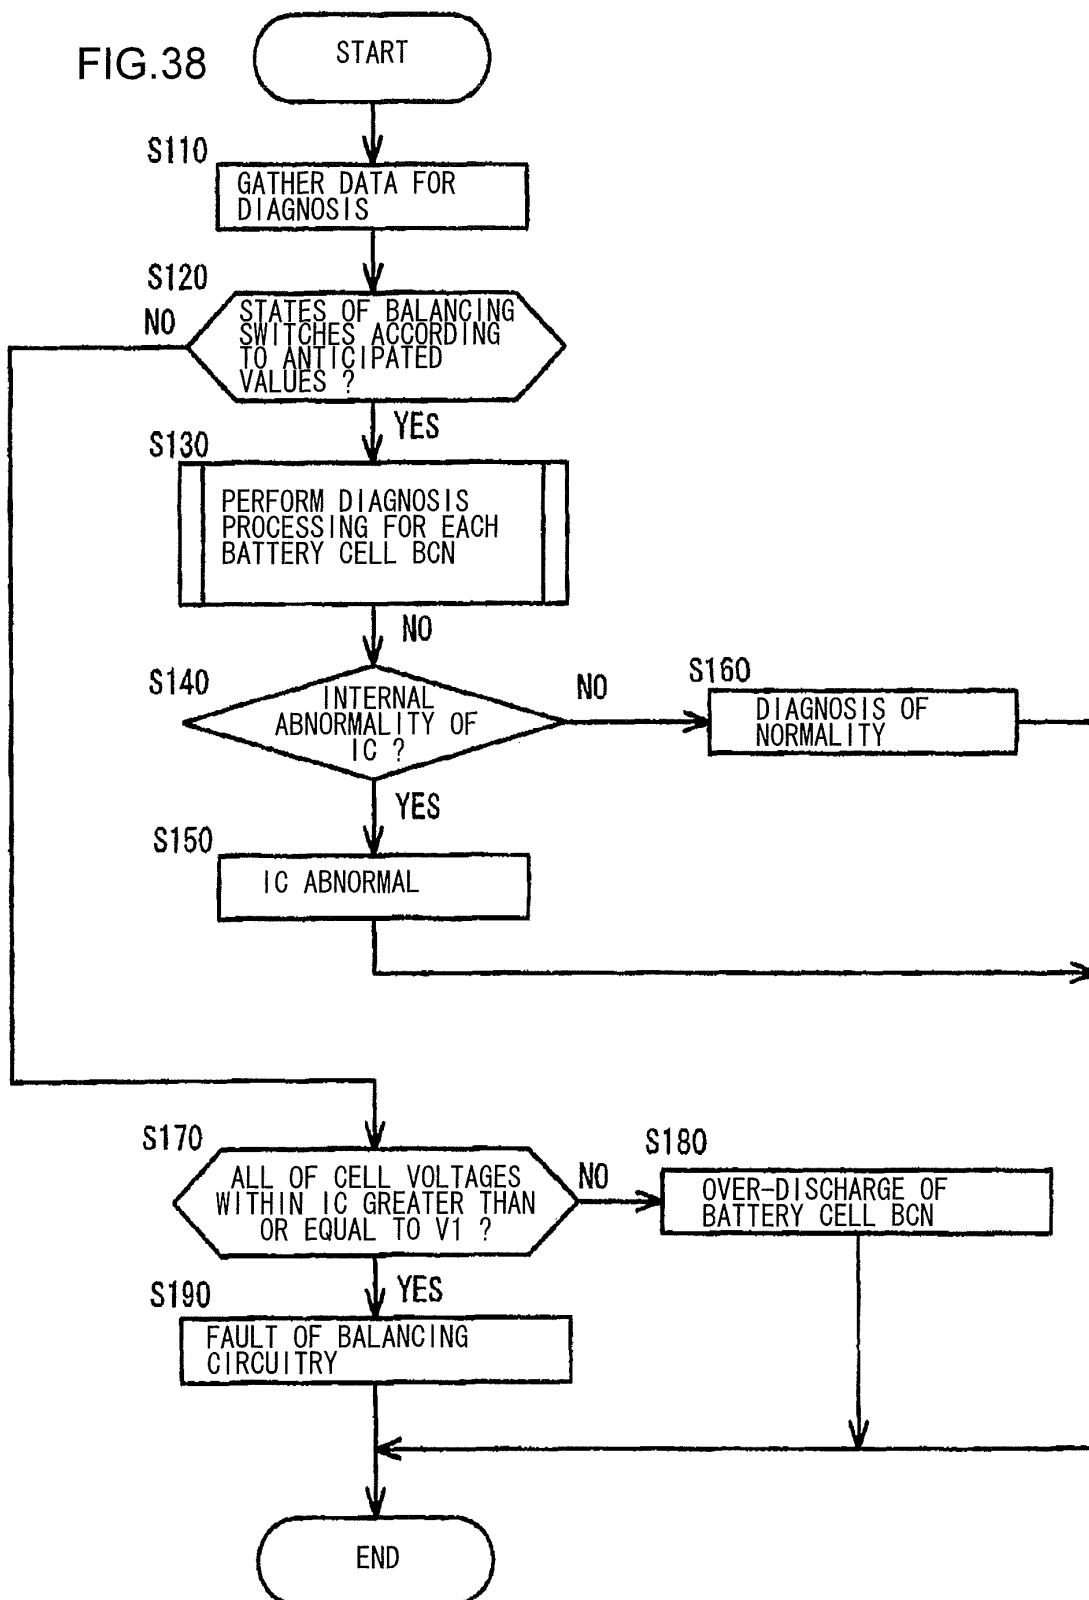 FIG.38
START
S110
GATHER DATA FOR
DIAGNOSIS
S120
NO
STATES OF BALANCING
SWITCHES ACCORDING
TO ANTICIPATED
VALUES ?
YES
S130
PERFORM DIAGNOSIS
PROCESSING FOR EACH
BATTERY CELL BCN
NO
S140
INTERNAL
ABNORMALITY OF
IC ?
NO
S160
DIAGNOSIS OF
NORMALITY
YES
S150
IC ABNORMAL
S170
ALL OF CELL VOLTAGES
WITHIN IC GREATER THAN
OR EQUAL TO V1 ?
NO
S180
OVER-DISCHARGE OF
BATTERY CELL BCN
YES
S190
FAULT OF BALANCING
CIRCUITRY
END